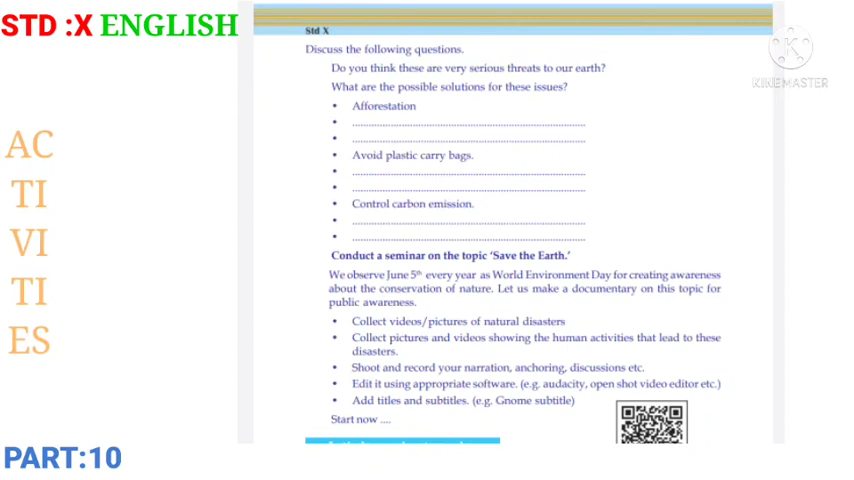 STD :X ENGLISH
Std X
KINEMASTER
Discuss the following questions.
Do you think these are very serious threats to our earth?
What are the possible solutions for these issues?
• Afforestation
• ....................................................................................
• ....................................................................................
• Avoid plastic carry bags.
• ....................................................................................
• ....................................................................................
• Control carbon emission.
• ....................................................................................
• ....................................................................................
Conduct a seminar on the topic ‘Save the Earth.’
We observe June 5th every year as World Environment Day for creating awareness
about the conservation of nature. Let us make a documentary on this topic for
public awareness.
• Collect videos/pictures of natural disasters
• Collect pictures and videos showing the human activities that lead to these
disasters.
• Shoot and record your narration, anchoring, discussions etc.
• Edit it using appropriate software. (e.g. audacity, open shot video editor etc.)
• Add titles and subtitles. (e.g. Gnome subtitle)
Start now ....
AC
TI
VI
TI
ES
PART:10